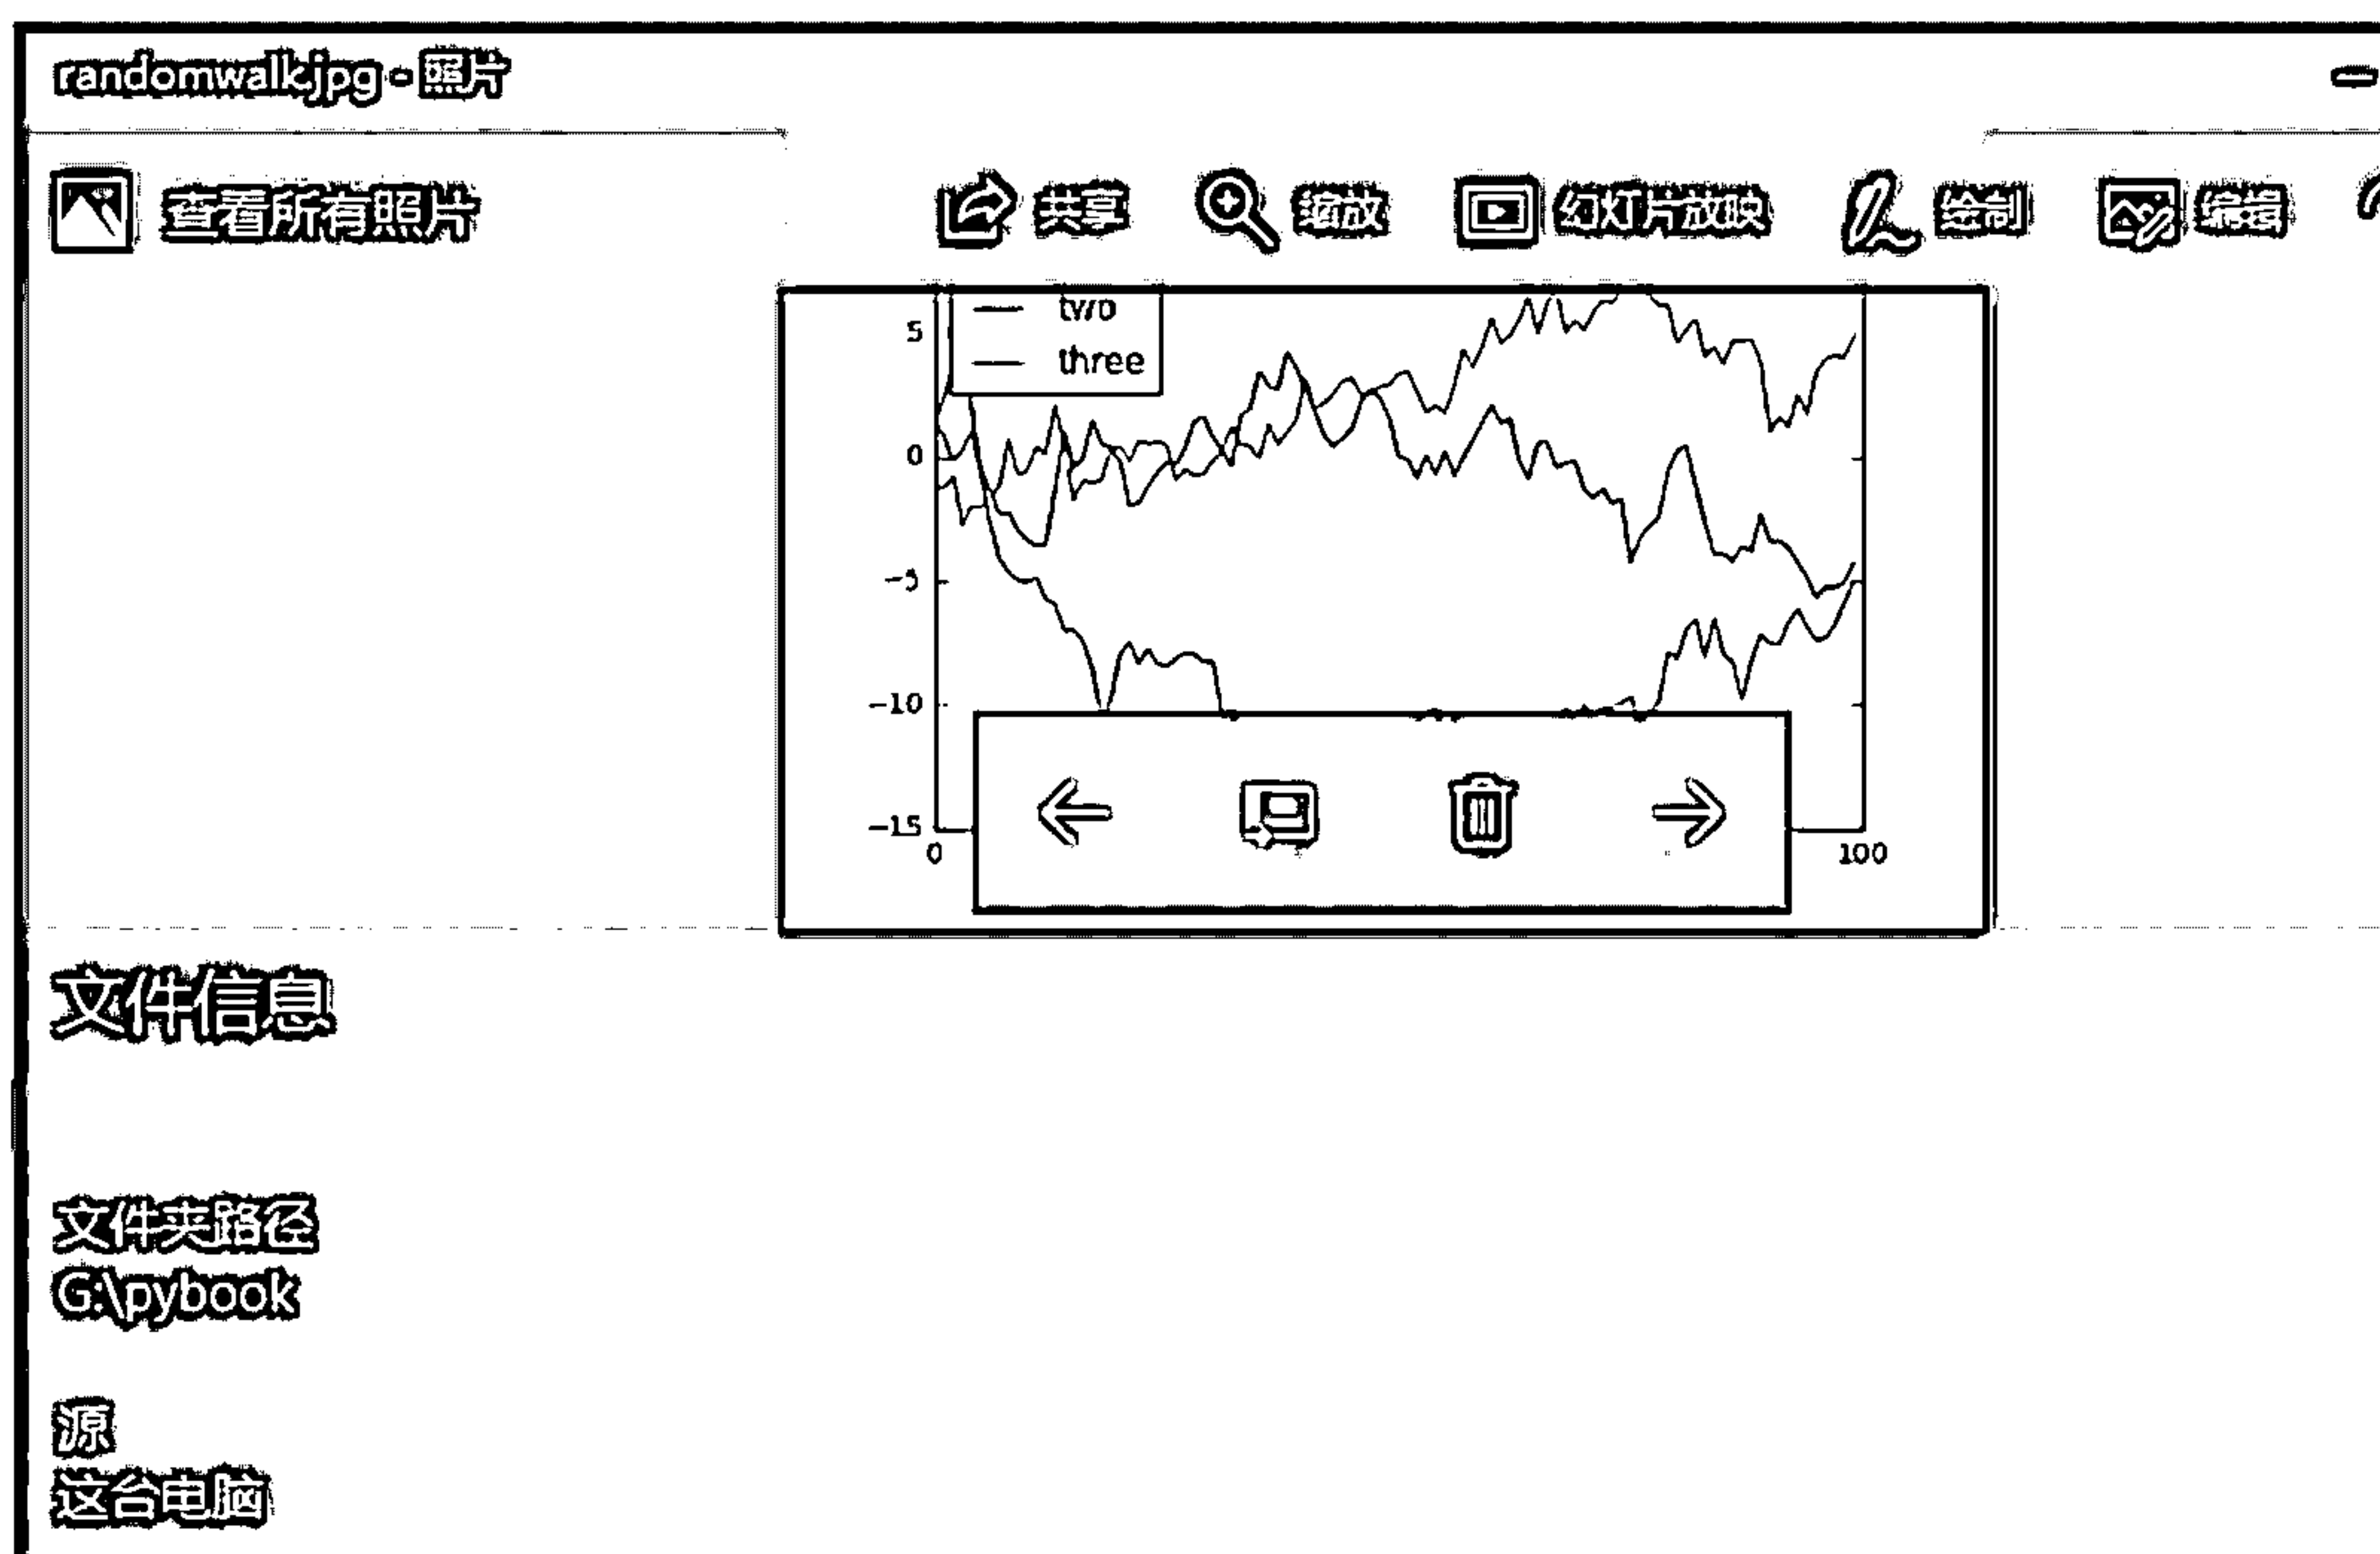 randomwalk.jpg - 照片
查看所有照片 共享 缩放 幻灯片放映 绘制 编辑
two
5
three
0
-5
-10
-15
0 100
文件信息
文件夹路径
G:\pybook
源
这台电脑